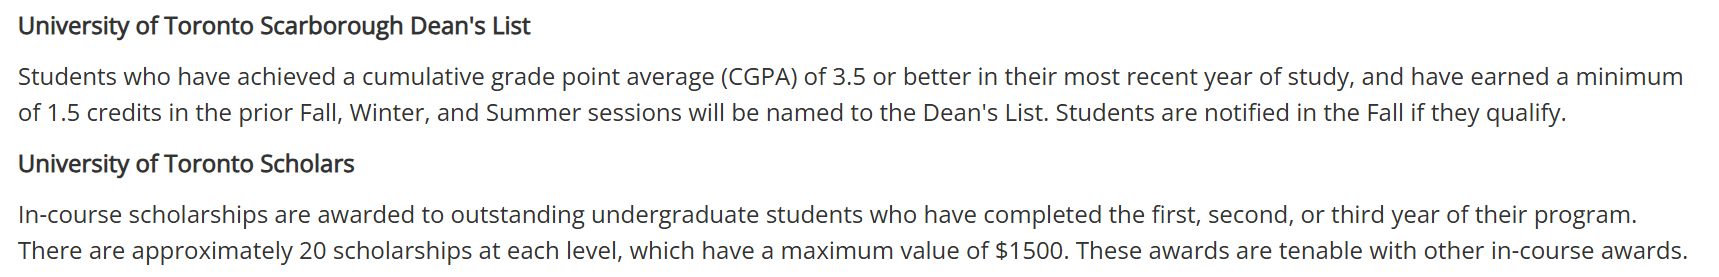 University of Toronto Scarborough Dean's List
Students who have achieved a cumulative grade point average (CGPA) of 3.5 or better in their most recent year of study, and have earned a minimum
of 1.5 credits in the prior Fall, Winter, and Summer sessions will be named to the Dean's List. Students are notified in the Fall if they qualify.
University of Toronto Scholars
In-course scholarships are awarded to outstanding undergraduate students who have completed the first, second, or third year of their program.
There are approximately 20 scholarships at each level, which have a maximum value of $1500. These awards are tenable with other in-course awards.